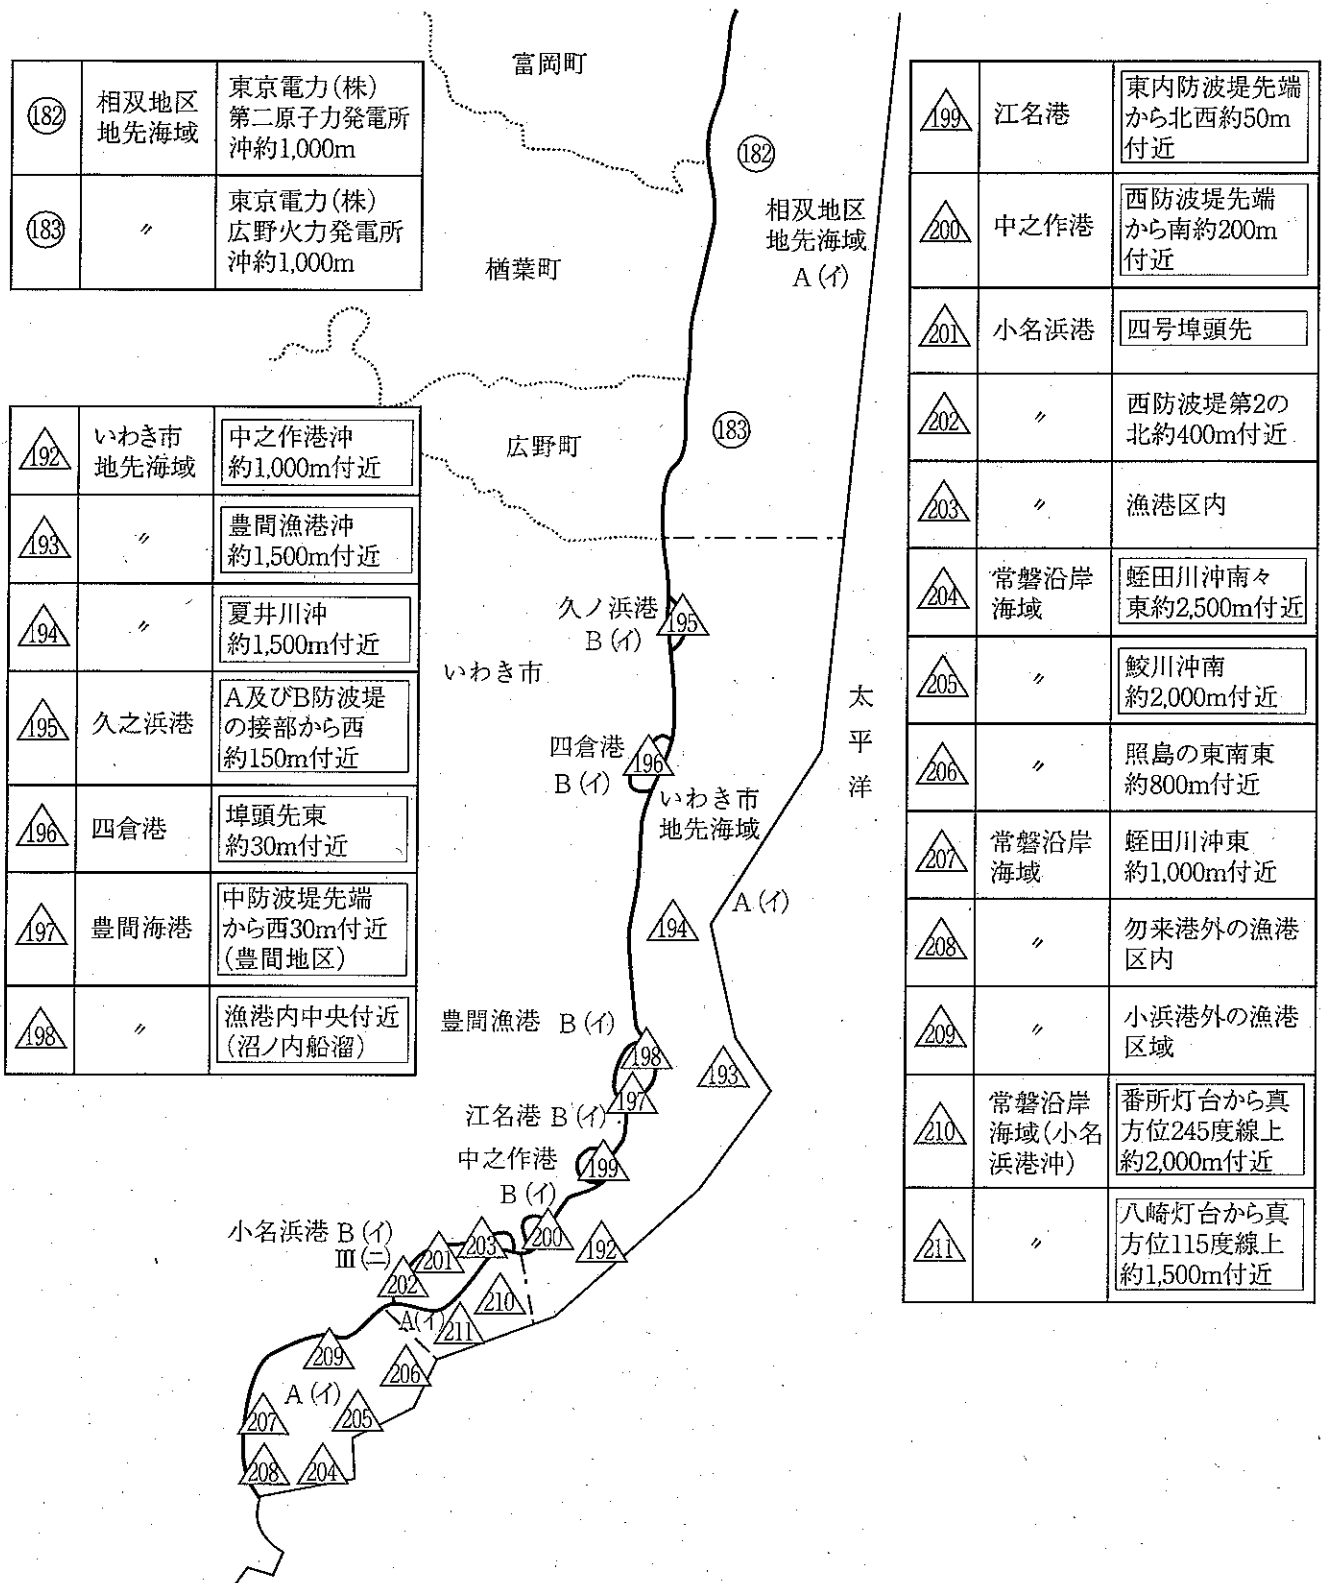 182
相双地区
地先海域
東京電力(株)
第二原子力発電所
沖約1,000m
183
〃
東京電力(株)
広野火力発電所
沖約1,000m
192
いわき市
地先海域
中之作港沖
約1,000m付近
193
〃
豊間漁港沖
約1,500m付近
194
〃
夏井川沖
約1,500m付近
195
久之浜港
A及びB防波堤
の接部から西
約150m付近
196
四倉港
埠頭先東
約30m付近
197
豊間海港
中防波堤先端
から西30m付近
(豊間地区)
198
〃
漁港内中央付近
(沼ノ内船溜)
富岡町
182
相双地区
地先海域
A(イ)
楢葉町
183
広野町
久ノ浜港
B(イ)
195
いわき市
太平洋
四倉港
B(イ)
196
いわき市
地先海域
A(イ)
194
豊間漁港 B(イ)
198
193
197
江名港 B(イ)
中之作港
B(イ)
199
小名浜港 B(イ)
III(ニ)
200
203
201
192
202
210
A(イ)
211
209
206
A(イ)
207
205
208
204
199
江名港
東内防波堤先端
から北西約50m
付近
200
中之作港
西防波堤先端
から南約200m
付近
201
小名浜港
四号埠頭先
202
〃
西防波堤第2の
北約400m付近
203
〃
漁港区内
204
常磐沿岸
海域
蛭田川沖南々
東約2,500m付近
205
〃
鮫川沖南
約2,000m付近
206
〃
照島の東南東
約800m付近
207
常磐沿岸
海域
蛭田川沖東
約1,000m付近
208
〃
勿来港外の漁港
区内
209
〃
小浜港外の漁港
区域
210
常磐沿岸
海域(小名
浜港沖)
番所灯台から真
方位245度線上
約2,000m付近
211
〃
八崎灯台から真
方位115度線上
約1,500m付近